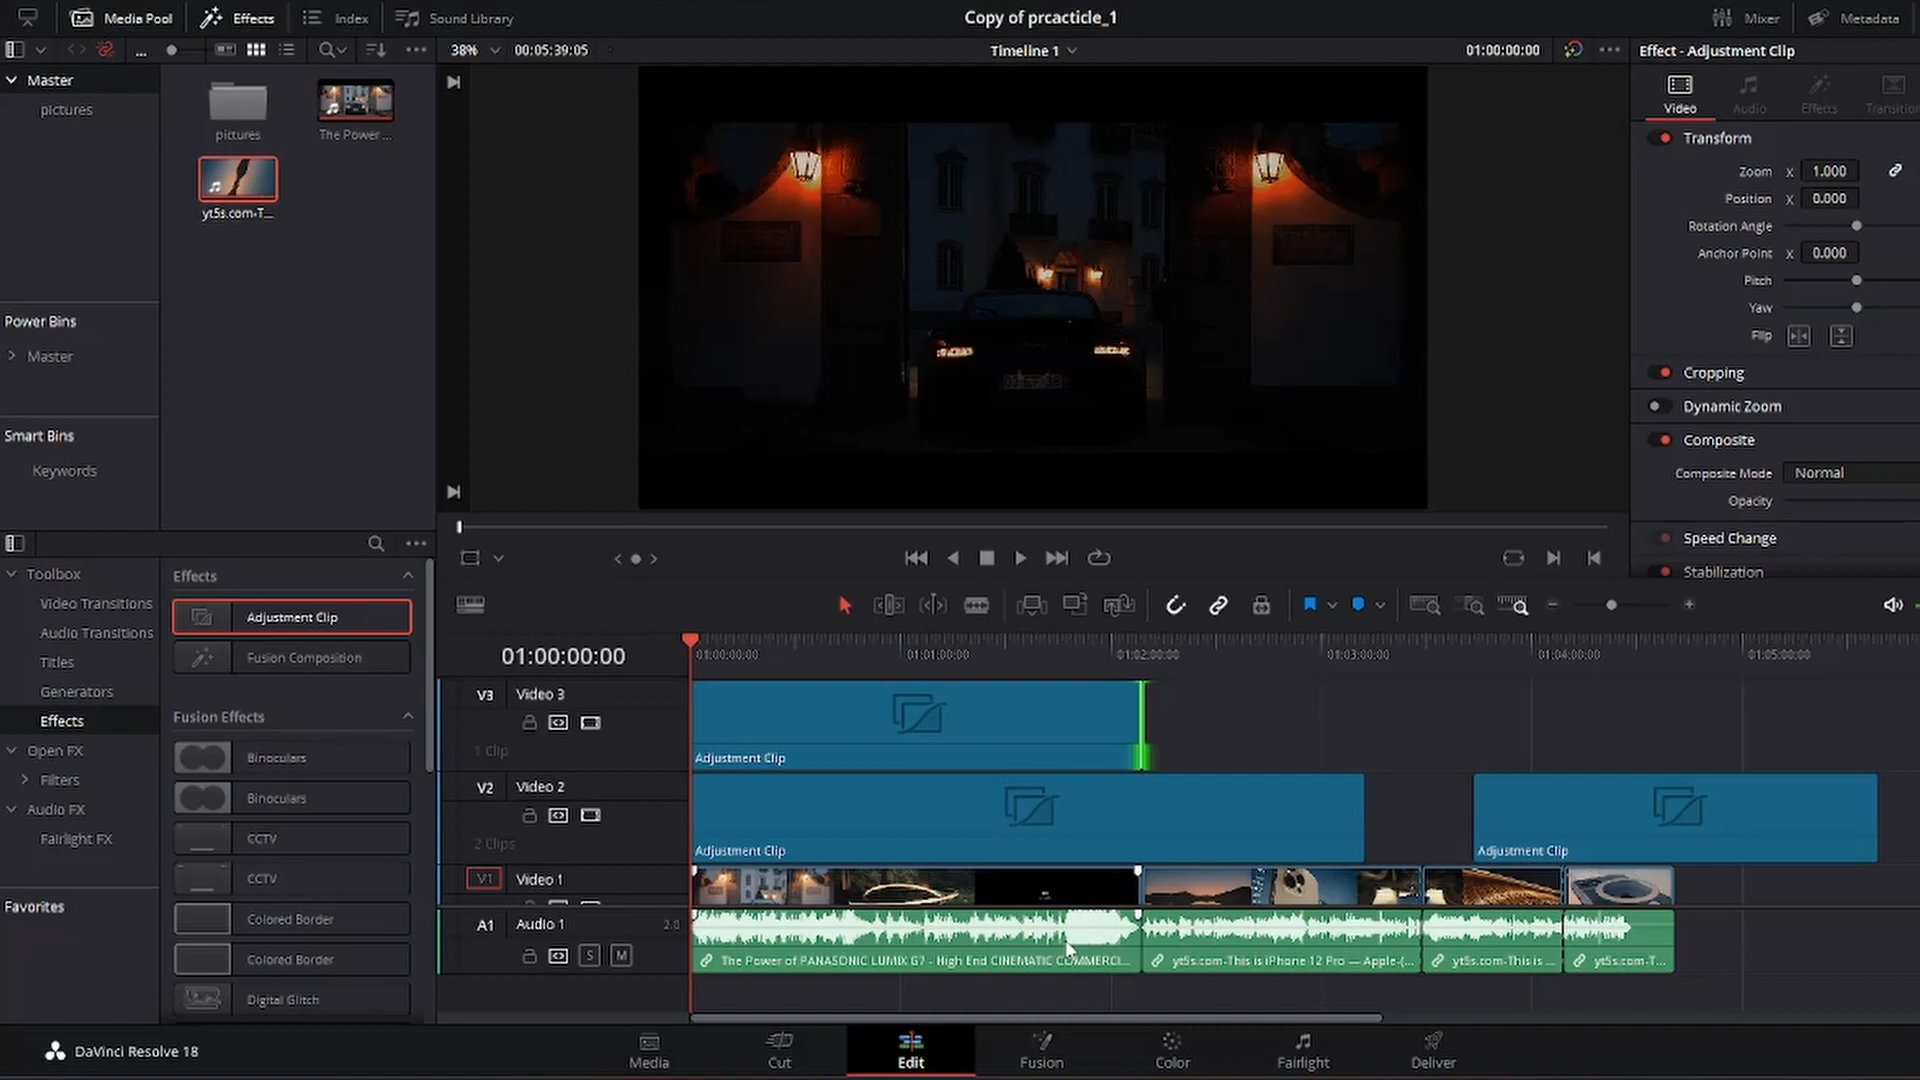 Media Pool
Effects
Index
Sound Library
Copy of prcacticle_1
Mixer
Metadata
...
38%
00:05:39:05
Timeline 1
01:00:00:00
Effect - Adjustment Clip
Master
pictures
pictures
The Power ...
yt5s.com-T...
Power Bins
Master
Smart Bins
Keywords
Video
Audio
Effects
Transition
Transform
Zoom X 1.000
Position X 0.000
Rotation Angle
Anchor Point X 0.000
Pitch
Yaw
Flip
Cropping
Dynamic Zoom
Composite
Composite Mode Normal
Opacity
Speed Change
Stabilization
Toolbox
Video Transitions
Audio Transitions
Titles
Generators
Effects
Open FX
Filters
Audio FX
Fairlight FX
Favorites
Effects
Adjustment Clip
Fusion Composition
Fusion Effects
Binoculars
Binoculars
CCTV
CCTV
Colored Border
Colored Border
Digital Glitch
01:00:00:00
01:00:00:00
01:01:00:00
01:02:00:00
01:03:00:00
01:04:00:00
01:05:00:00
V3 Video 3
1 Clip
Adjustment Clip
V2 Video 2
2 Clips
Adjustment Clip
Adjustment Clip
V1 Video 1
A1 Audio 1 2.0
S M
The Power of PANASONIC LUMIX G7 - High End CINEMATIC COMMERCI...
yt5s.com-This is iPhone 12 Pro — Apple-(...
yt5s.com-This is ...
yt5s.com-T...
DaVinci Resolve 18
Media
Cut
Edit
Fusion
Color
Fairlight
Deliver